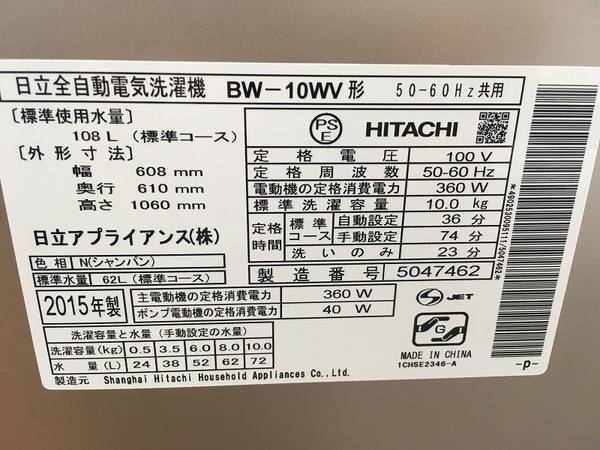 日立全自動電気洗濯機 BW-10WV形 50-60Hz共用
〔標準使用水量〕
108L (標準コース)
〔外形寸法〕
幅 608 mm
奥行 610 mm
高さ 1060 mm
日立アプライアンス(株)
色相 N(シャンパン)
標準水量 62L (標準コース)
PS E HITACHI
定格電圧 100 V
定格周波数 50-60 Hz
電動機の定格消費電力 360 W
標準洗濯容量 10.0 kg
定格時間 標準コース 自動設定 36 分
手動設定 74 分
洗いのみ 23 分
製造番号 5047462
2015年製
主電動機の定格消費電力 360 W
ポンプ電動機の定格消費電力 40 W
S JET
洗濯容量と水量 (手動設定の水量)
洗濯容量(kg) 0.5 3.5 6.0 8.0 10.0
水量(L) 24 38 52 62 72
製造元 Shanghai Hitachi Household Appliances Co., Ltd.
G
MADE IN CHINA
1CHSE2346-A
-p-
*4902530055111/5047462*